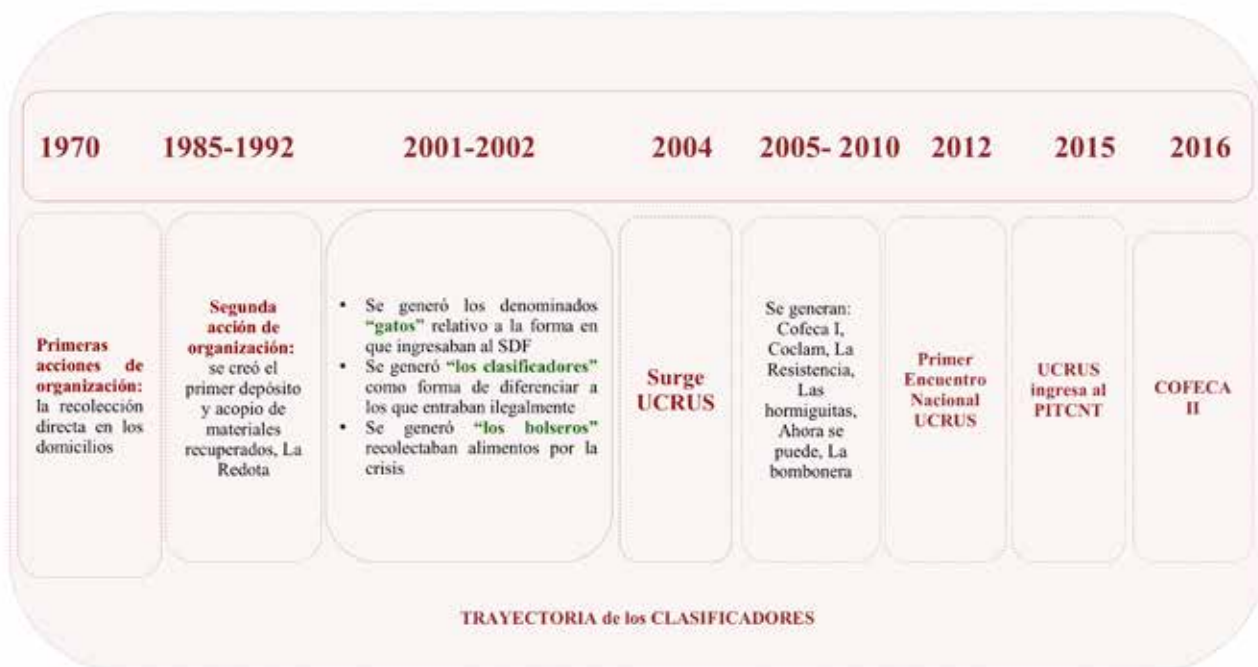 1970
1985-1992
2001-2002
2004
2005- 2010
2012
2015
2016
Primeras
acciones de
organización:
la recolección
directa en los
domicilios
Segunda
acción de
organización:
se creó el
primer depósito
y acopio de
materiales
recuperados, La
Redota
• Se generó los denominados
“gatos” relativo a la forma en
que ingresaban al SDF
• Se generó “los clasificadores”
como forma de diferenciar a
los que entraban ilegalmente
• Se generó “los bolseros”
recolectaban alimentos por la
crisis
Surge
UCRUS
Se generan:
Cofeca I,
Coclam, La
Resistencia,
Las
hormiguitas,
Ahora se
puede, La
bombonera
Primer
Encuentro
Nacional
UCRUS
UCRUS
ingresa al
PITCNT
COFECA
II
TRAYECTORIA de los CLASIFICADORES